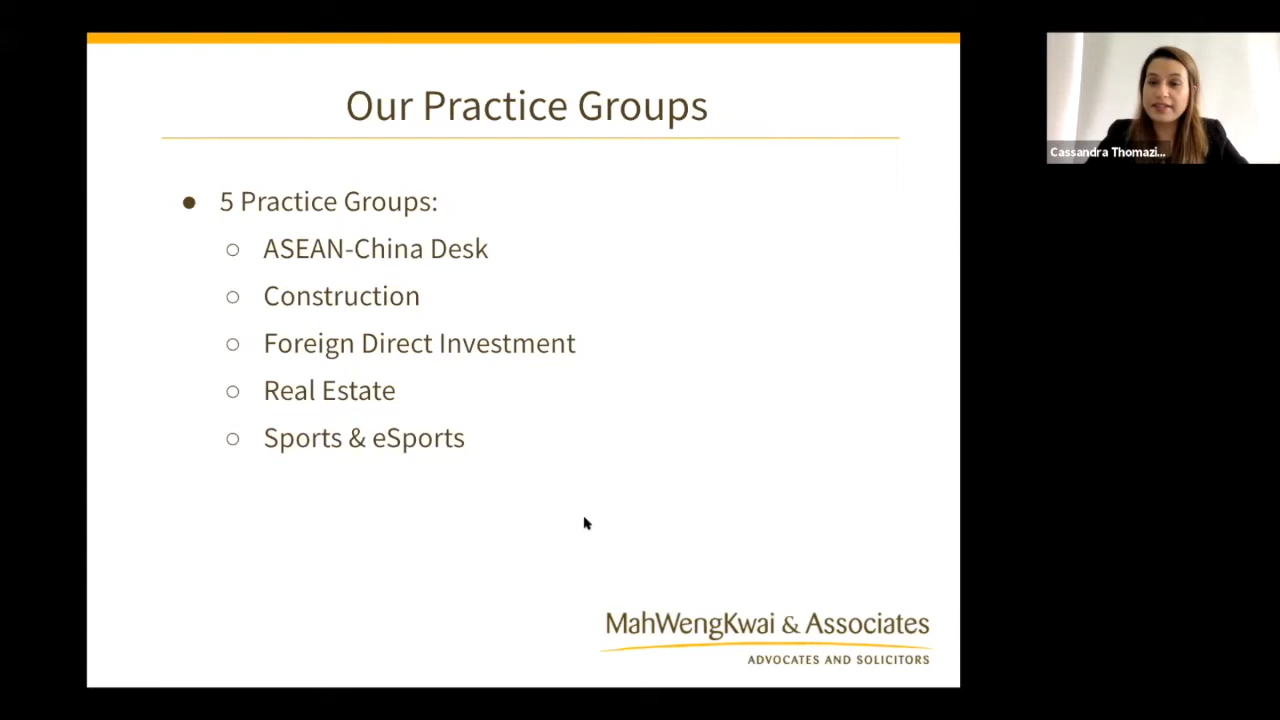 Our Practice Groups
5 Practice Groups:
ASEAN-China Desk
Construction
Foreign Direct Investment
Real Estate
Sports & eSports
MahWengKwai & Associates
ADVOCATES AND SOLICITORS
Cassandra Thomazi...